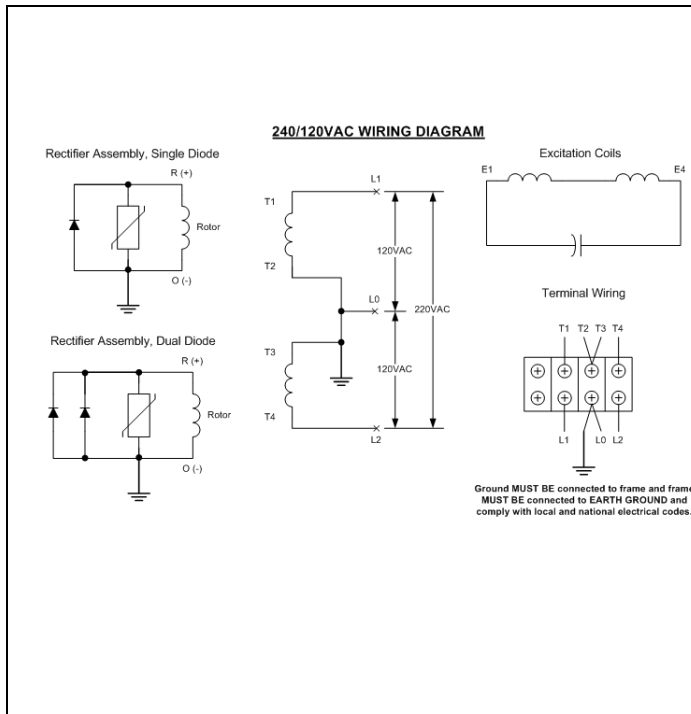 240/120VAC WIRING DIAGRAM
Rectifier Assembly, Single Diode
R (+)
Rotor
O (-)
Rectifier Assembly, Dual Diode
R (+)
Rotor
O (-)
L1
T1
T2
120VAC
L0
220VAC
T3
120VAC
T4
L2
Excitation Coils
E1
E4
Terminal Wiring
T1 T2 T3 T4
L1 L0 L2
Ground MUST BE connected to frame and frame
MUST BE connected to EARTH GROUND and
comply with local and national electrical codes.